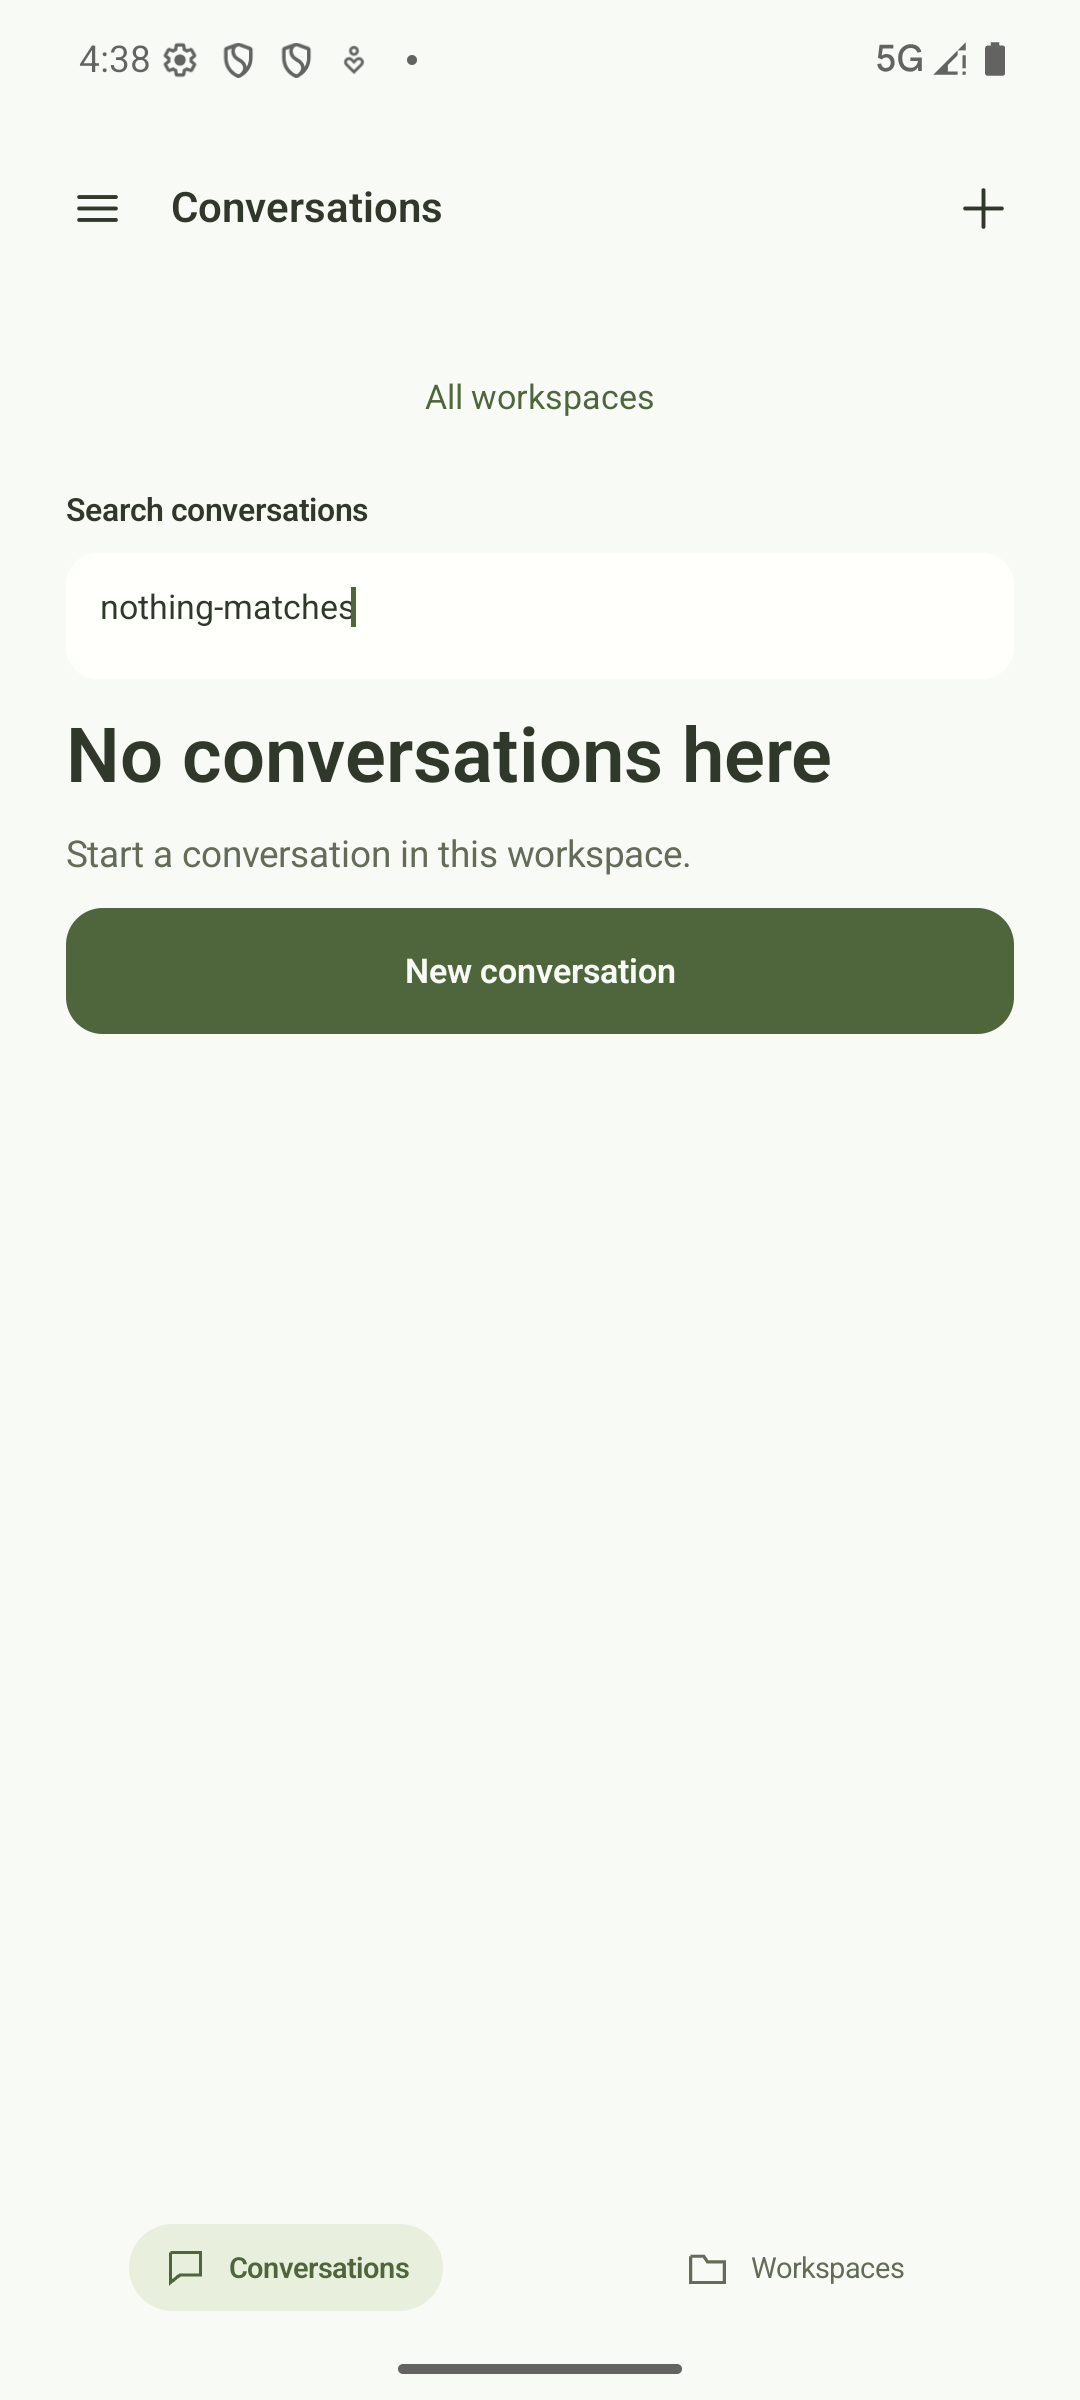 4:38
5G
Conversations
All workspaces
Search conversations
nothing-matches
No conversations here
Start a conversation in this workspace.
New conversation
Conversations
Workspaces